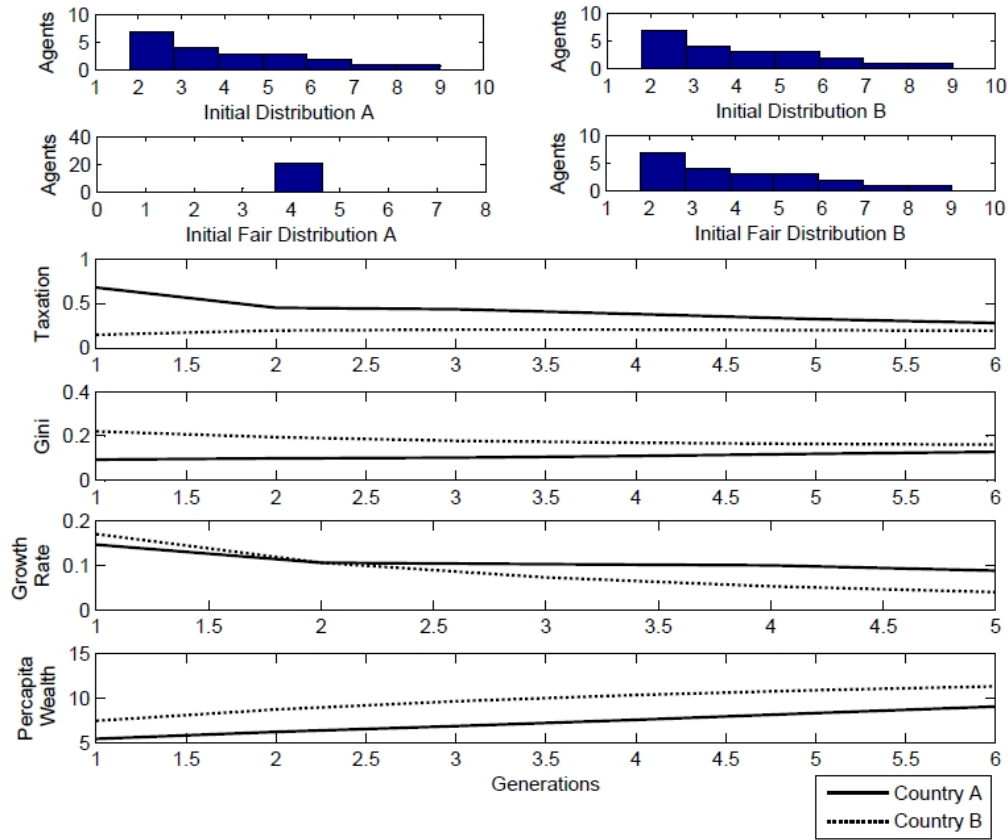 10
5
0
Agents
1 2 3 4 5 6 7 8 9 10
Initial Distribution A
10
5
0
Agents
1 2 3 4 5 6 7 8 9 10
Initial Distribution B
40
20
0
Agents
0 1 2 3 4 5 6 7 8
Initial Fair Distribution A
10
5
0
Agents
1 2 3 4 5 6 7 8 9 10
Initial Fair Distribution B
1
0.5
0
Taxation
1 1.5 2 2.5 3 3.5 4 4.5 5 5.5 6
0.4
0.2
0
Gini
1 1.5 2 2.5 3 3.5 4 4.5 5 5.5 6
0.2
0.1
0
Growth
Rate
1 1.5 2 2.5 3 3.5 4 4.5 5
15
10
5
Percapita
Wealth
1 1.5 2 2.5 3 3.5 4 4.5 5 5.5 6
Generations
Country A
Country B